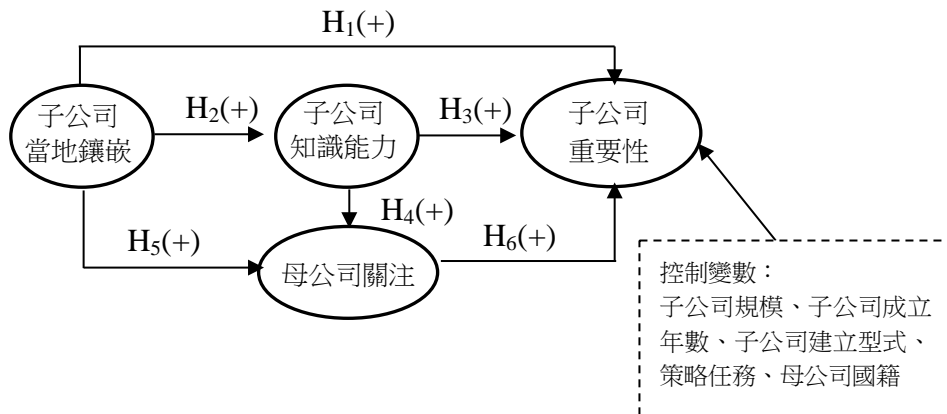 H₁(+)
子公司
當地鑲嵌
H₂(+)
子公司
知識能力
H₃(+)
子公司
重要性
H₄(+)
H₅(+)
母公司關注
H₆(+)
控制變數：
子公司規模、子公司成立
年數、子公司建立型式、
策略任務、母公司國籍